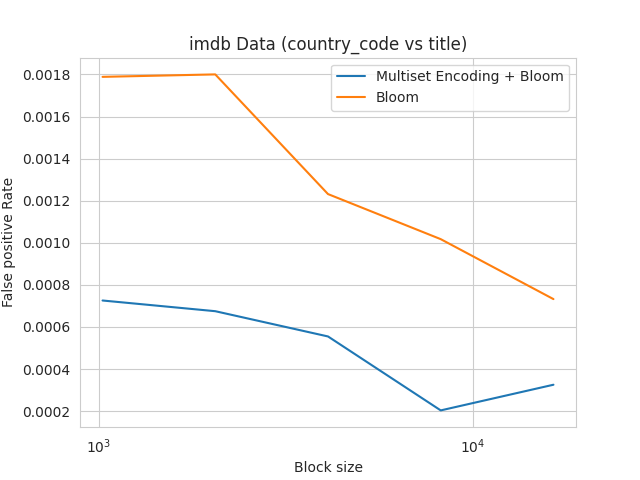 imdb Data (country_code vs title)
Multiset Encoding + Bloom
Bloom
False positive Rate
0.0018
0.0016
0.0014
0.0012
0.0010
0.0008
0.0006
0.0004
0.0002
10³
10⁴
Block size